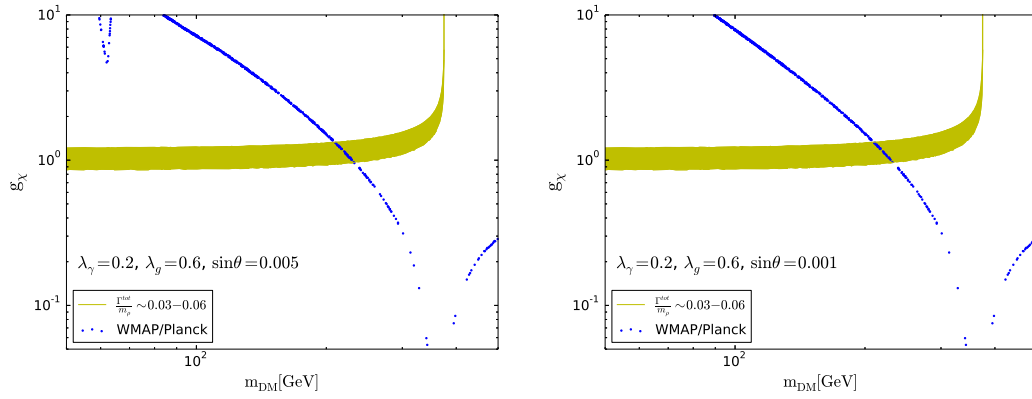 10^1
10^0
10^-1
g_χ
λ_γ=0.2, λ_g=0.6, sinθ=0.005
Γ^tot/m_ρ ~0.03−0.06
WMAP/Planck
10^2
m_DM[GeV]
10^1
10^0
10^-1
g_χ
λ_γ=0.2, λ_g=0.6, sinθ=0.001
Γ^tot/m_ρ ~0.03−0.06
WMAP/Planck
10^2
m_DM[GeV]